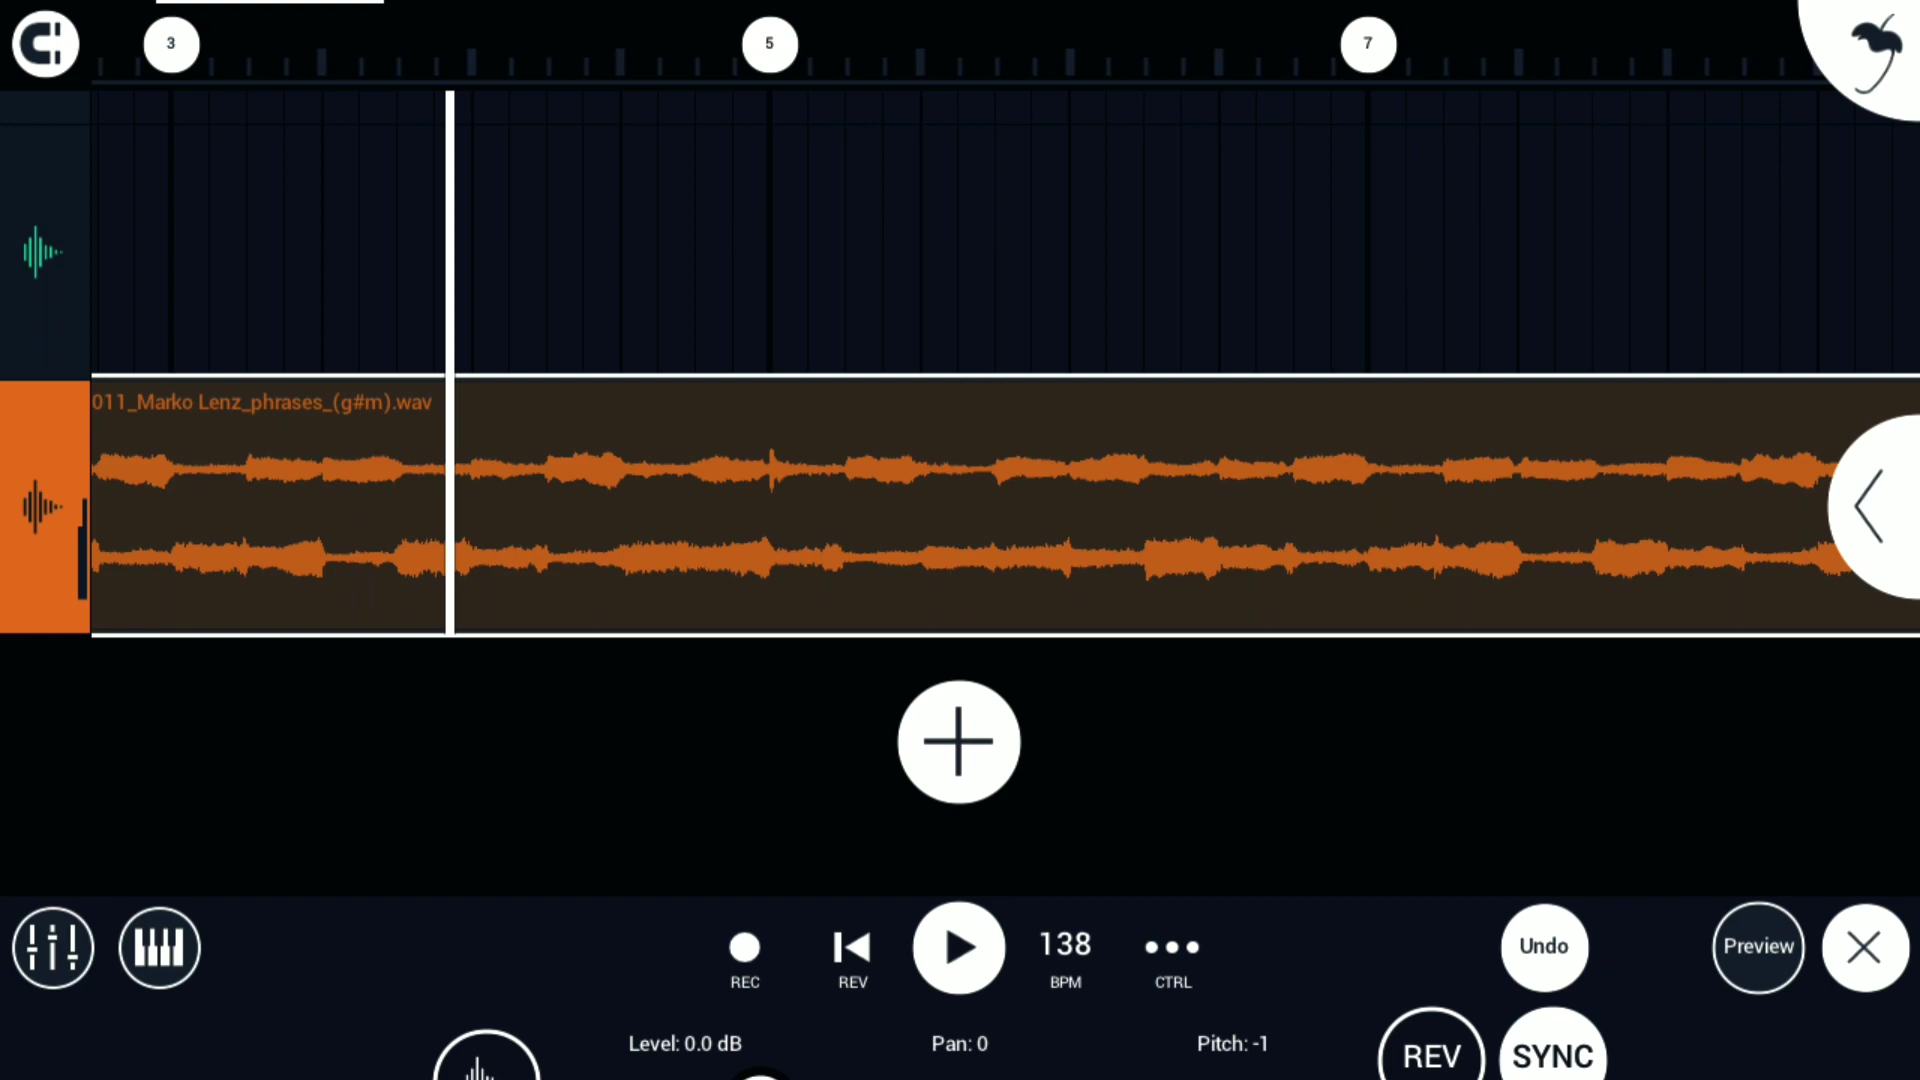 3
5
7
011_Marko Lenz_phrases_(g#m).wav
138
Undo
Preview
REC
REV
BPM
CTRL
Level: 0.0 dB
Pan: 0
Pitch: -1
REV
SYNC